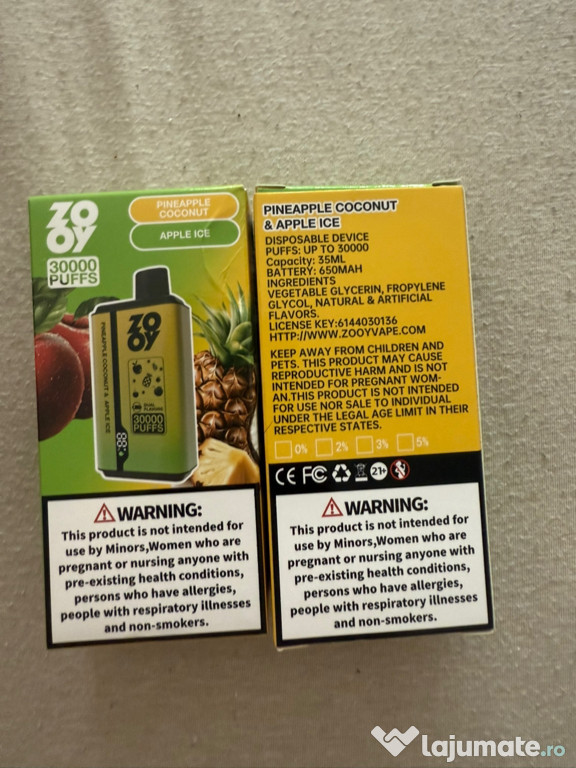 ZO
OY
30000
PUFFS
PINEAPPLE
COCONUT
APPLE ICE
ZO
OY
PINEAPPLE COCONUT & APPLE ICE
DUAL
FLAVORS
30000
PUFFS
WARNING:
This product is not intended for
use by Minors,Women who are
pregnant or nursing anyone with
pre-existing health conditions,
persons who have allergies,
people with respiratory illnesses
and non-smokers.
PINEAPPLE COCONUT
& APPLE ICE
DISPOSABLE DEVICE
PUFFS: UP TO 30000
Capacity: 35ML
BATTERY: 650MAH
INGREDIENTS
VEGETABLE GLYCERIN, FROPYLENE
GLYCOL, NATURAL & ARTIFICIAL
FLAVORS.
LICENSE KEY:6144030136
HTTP://WWW.ZOOYVAPE.COM
KEEP AWAY FROM CHILDREN AND
PETS. THIS PRODUCT MAY CAUSE
REPRODUCTIVE HARM AND IS NOT
INTENDED FOR PREGNANT WOM-
AN.THIS PRODUCT IS NOT INTENDED
FOR USE NOR SALE TO INDIVIDUAL
UNDER THE LEGAL AGE LIMIT IN THEIR
RESPECTIVE STATES.
0% 2% 3% 5%
CE FC 21+
WARNING:
This product is not intended for
use by Minors,Women who are
pregnant or nursing anyone with
pre-existing health conditions,
persons who have allergies,
people with respiratory illnesses
and non-smokers.
lajumate.ro